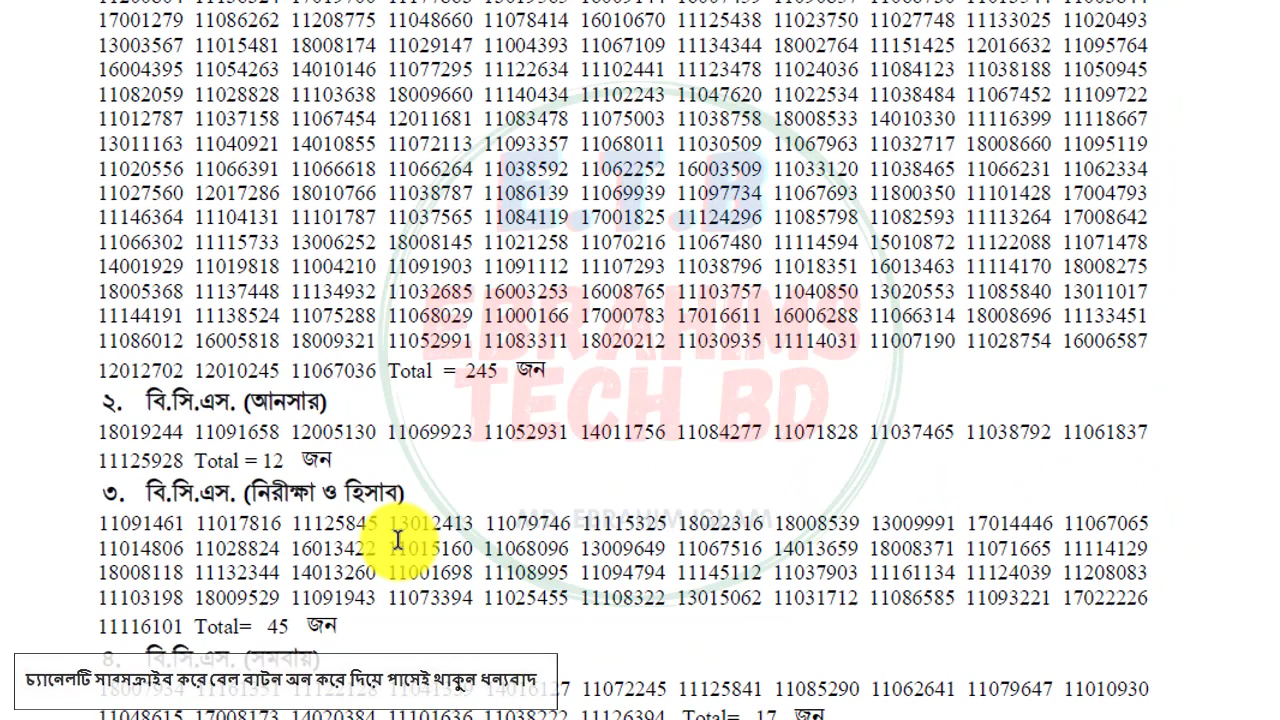 17001279 11086262 11208775 11048660 11078414 16010670 11125438 11023750 11027748 11133025 11020493
13003567 11015481 18008174 11029147 11004393 11067109 11134344 18002764 11151425 12016632 11095764
16004395 11054263 14010146 11077295 11122634 11102441 11123478 11024036 11084123 11038188 11050945
11082059 11028828 11103638 18009660 11140434 11102243 11047620 11022534 11038484 11067452 11109722
11012787 11037158 11067454 12011681 11083478 11075003 11038758 18008533 14010330 11116399 11118667
13011163 11040921 14010855 11072113 11093357 11068011 11030509 11067963 11032717 18008660 11095119
11020556 11066391 11066618 11066264 11038592 11062252 16003509 11033120 11038465 11066231 11062334
11027560 12017286 18010766 11038787 11086139 11069939 11097734 11067693 11800350 11101428 17004793
11146364 11104131 11101787 11037565 11084119 17001825 11124296 11085798 11082593 11113264 17008642
11066302 11115733 13006252 18008145 11021258 11070216 11067480 11114594 15010872 11122088 11071478
14001929 11019818 11004210 11091903 11091112 11107293 11038796 11018351 16013463 11114170 18008275
18005368 11137448 11134932 11032685 16003253 16008765 11103757 11040850 13020553 11085840 13011017
11144191 11138524 11075288 11068029 11000166 17000783 17016611 16006288 11066314 18008696 11133451
11086012 16005818 18009321 11052991 11083311 18020212 11030935 11114031 11007190 11028754 16006587
12012702 12010245 11067036 Total = 245 জন
২. বি.সি.এস. (আনসার)
18019244 11091658 12005130 11069923 11052931 14011756 11084277 11071828 11037465 11038792 11061837
11125928 Total = 12 জন
৩. বি.সি.এস. (নিরীক্ষা ও হিসাব)
11091461 11017816 11125845 13012413 11079746 11115325 18022316 18008539 13009991 17014446 11067065
11014806 11028824 16013422 11015160 11068096 13009649 11067516 14013659 18008371 11071665 11114129
18008118 11132344 14013260 11001698 11108995 11094794 11145112 11037903 11161134 11124039 11208083
11103198 18009529 11091943 11073394 11025455 11108322 13015062 11031712 11086585 11093221 17022226
11116101 Total= 45 জন
৪. বি.সি.এস. (সমবায়)
11072245 11125841 11085290 11062641 11079647 11010930
11048615 17008173 14020384 11101636 11038222 11126394 Total= 17 জন
E.T.B
EBRAHIMS
TECH BD
MD. EBRAHIM ISLAM
চ্যানেলটি সাবসক্রাইব করে বেল বাটন অন করে দিয়ে পাসেই থাকুন ধন্যবাদ